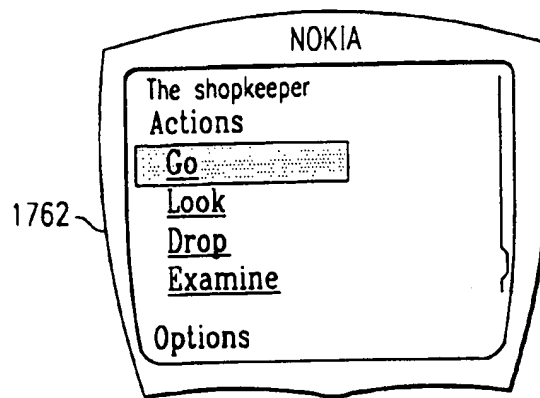 NOKIA
The shopkeeper
Actions
Go
Look
Drop
Examine
Options
1762